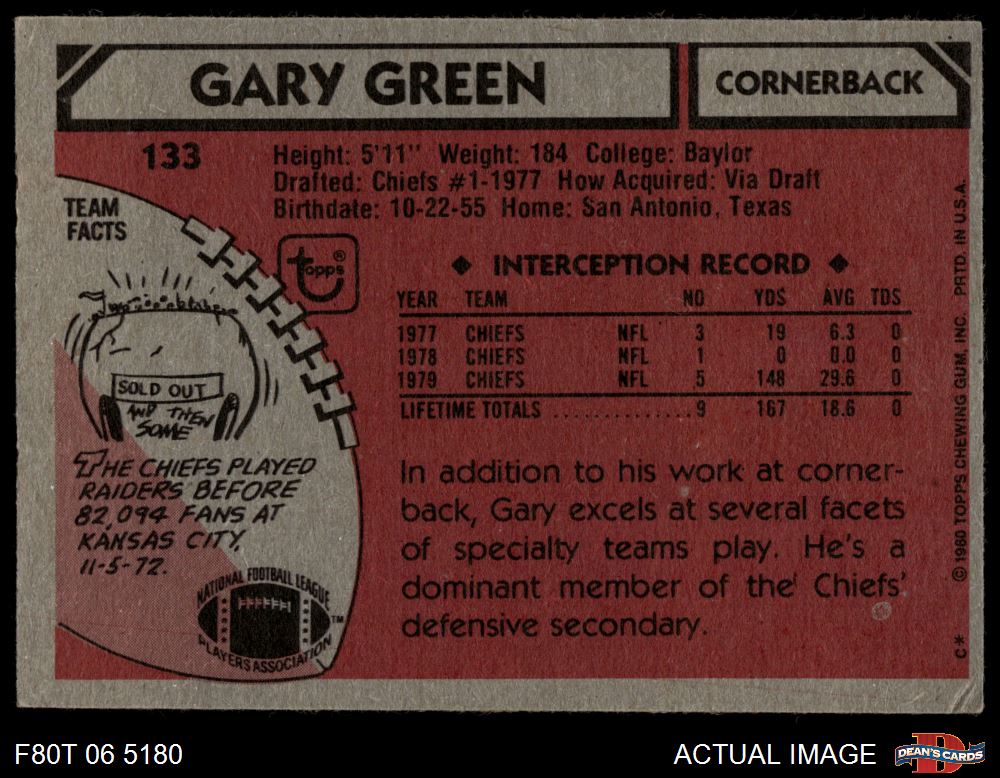 GARY GREEN
CORNERBACK
133
Height: 5'11" Weight: 184 College: Baylor
Drafted: Chiefs #1-1977 How Acquired: Via Draft
Birthdate: 10-22-55 Home: San Antonio, Texas
TEAM
FACTS
topps®
◆ INTERCEPTION RECORD ◆
YEAR TEAM NO YDS AVG TDS
1977 CHIEFS NFL 3 19 6.3 0
1978 CHIEFS NFL 1 0 0.0 0
1979 CHIEFS NFL 5 148 29.6 0
LIFETIME TOTALS ............. 9 167 18.6 0
SOLD OUT
AND THEN
SOME
THE CHIEFS PLAYED
RAIDERS BEFORE
82,094 FANS AT
KANSAS CITY,
11-5-72.
NATIONAL FOOTBALL LEAGUE
PLAYERS ASSOCIATION
TM
In addition to his work at corner-
back, Gary excels at several facets
of specialty teams play. He's a
dominant member of the Chiefs'
defensive secondary.
C* © 1980 TOPPS CHEWING GUM, INC. PRTD. IN U.S.A.
F80T 06 5180
ACTUAL IMAGE
DEAN'S CARDS